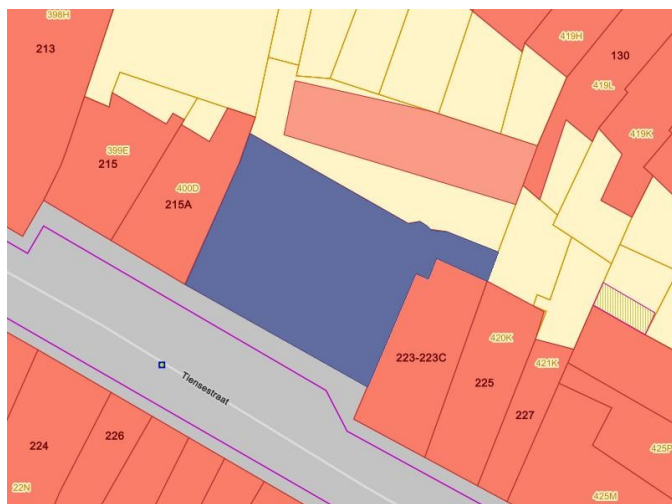 398H
213
419H
130
419L
419K
399E
215
400D
215A
420K
223-223C
421K
225
227
Tiensestraat
226
224
22N
425P
425M